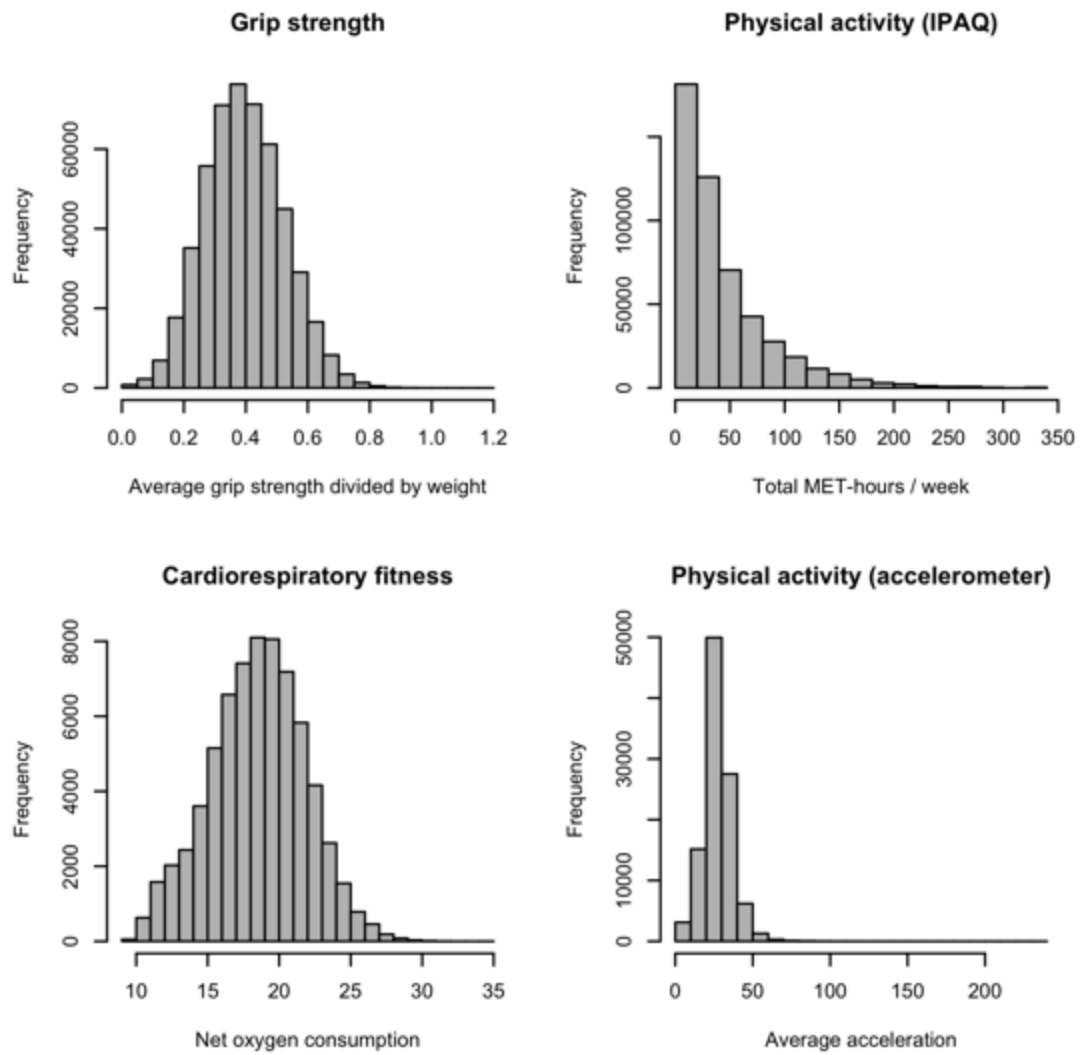 Grip strength
Frequency
0
20000
40000
60000
0.0 0.2 0.4 0.6 0.8 1.0 1.2
Average grip strength divided by weight
Physical activity (IPAQ)
Frequency
0
50000
100000
0 50 100 150 200 250 300 350
Total MET-hours / week
Cardiorespiratory fitness
Frequency
0
2000
4000
6000
8000
10 15 20 25 30 35
Net oxygen consumption
Physical activity (accelerometer)
Frequency
0
10000
30000
50000
0 50 100 150 200
Average acceleration